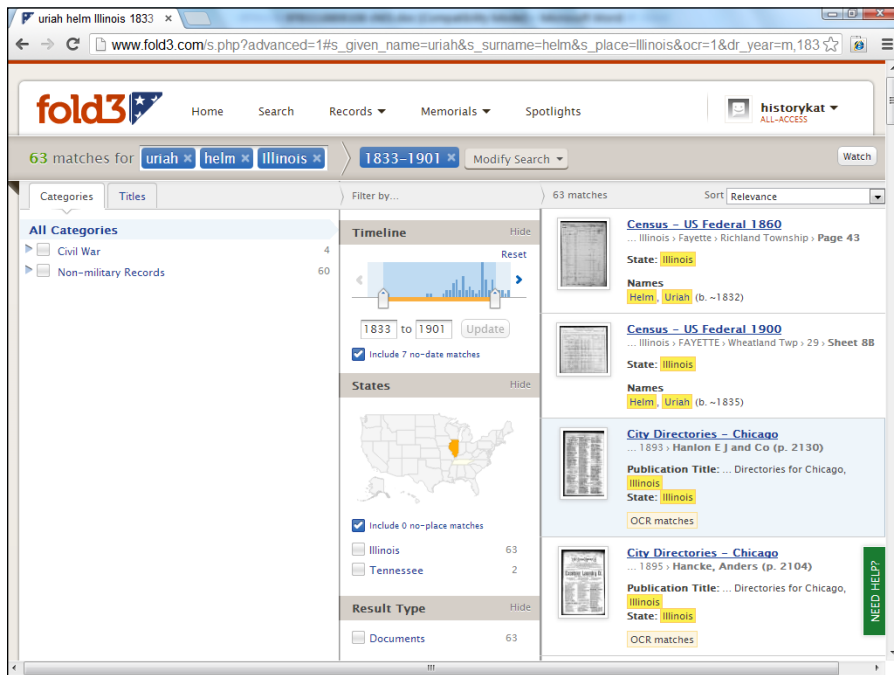 uriah helm Illinois 1833
www.fold3.com/s.php?advanced=1#s_given_name=uriah&s_surname=helm&s_place=Illinois&ocr=1&dr_year=m,183
fold3
Home
Search
Records
Memorials
Spotlights
historykat
ALL-ACCESS
63 matches for uriah × helm × Illinois × 1833–1901 × Modify Search
Watch
Categories
Titles
All Categories
Civil War 4
Non-military Records 60
Filter by...
Timeline Hide
Reset
1833 to 1901 Update
Include 7 no-date matches
States Hide
Include 0 no-place matches
Illinois 63
Tennessee 2
Result Type Hide
Documents 63
63 matches
Sort Relevance
Census – US Federal 1860
... Illinois › Fayette › Richland Township › Page 43
State: Illinois
Names
Helm, Uriah (b. ~1832)
Census – US Federal 1900
... Illinois › FAYETTE › Wheatland Twp › 29 › Sheet 8B
State: Illinois
Names
Helm, Uriah (b. ~1835)
City Directories – Chicago
... 1893 › Hanlon E J and Co (p. 2130)
Publication Title: ... Directories for Chicago,
Illinois
State: Illinois
OCR matches
City Directories – Chicago
... 1895 › Hancke, Anders (p. 2104)
Publication Title: ... Directories for Chicago,
Illinois
State: Illinois
OCR matches
NEED HELP?